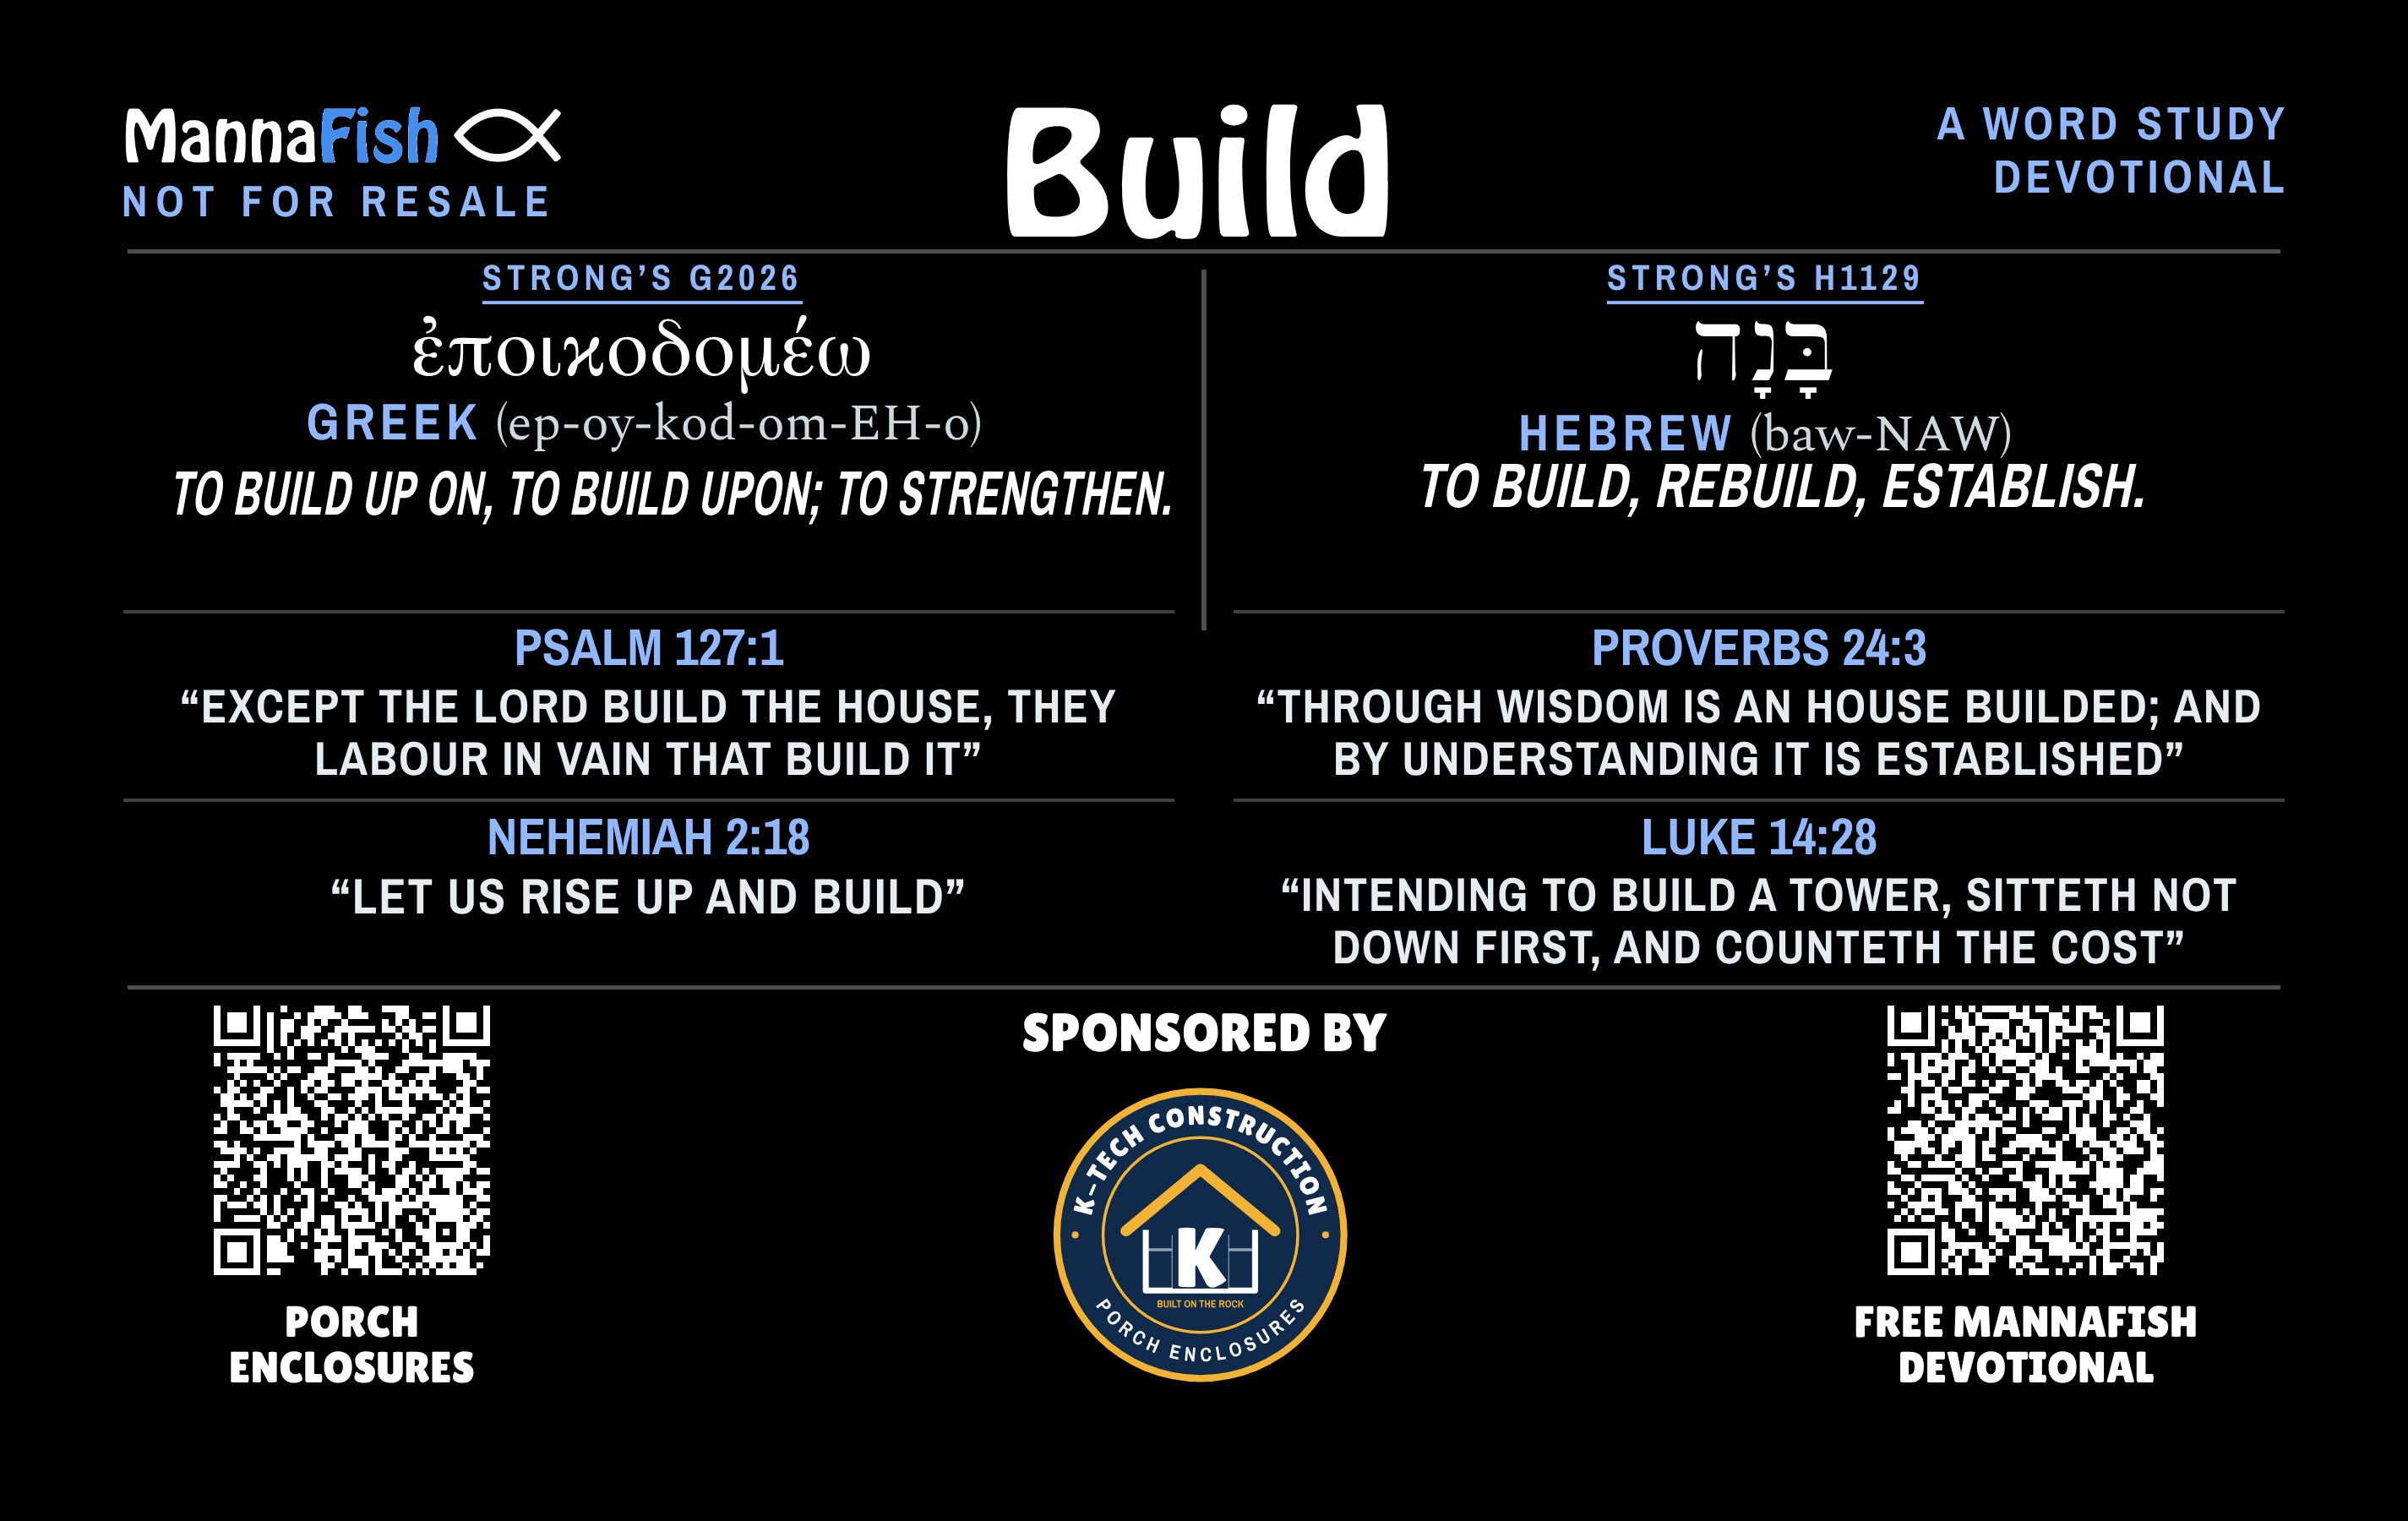 MannaFish
NOT FOR RESALE
Build
A WORD STUDY
DEVOTIONAL
STRONG’S G2026
ἐποικοδομέω
GREEK (ep-oy-kod-om-EH-o)
TO BUILD UP ON, TO BUILD UPON; TO STRENGTHEN.
STRONG’S H1129
בָּנָה
HEBREW (baw-NAW)
TO BUILD, REBUILD, ESTABLISH.
PSALM 127:1
“EXCEPT THE LORD BUILD THE HOUSE, THEY
LABOUR IN VAIN THAT BUILD IT”
PROVERBS 24:3
“THROUGH WISDOM IS AN HOUSE BUILDED; AND
BY UNDERSTANDING IT IS ESTABLISHED”
NEHEMIAH 2:18
“LET US RISE UP AND BUILD”
LUKE 14:28
“INTENDING TO BUILD A TOWER, SITTETH NOT
DOWN FIRST, AND COUNTETH THE COST”
PORCH
ENCLOSURES
SPONSORED BY
K-TECH CONSTRUCTION
K
BUILT ON THE ROCK
PORCH ENCLOSURES
FREE MANNAFISH
DEVOTIONAL